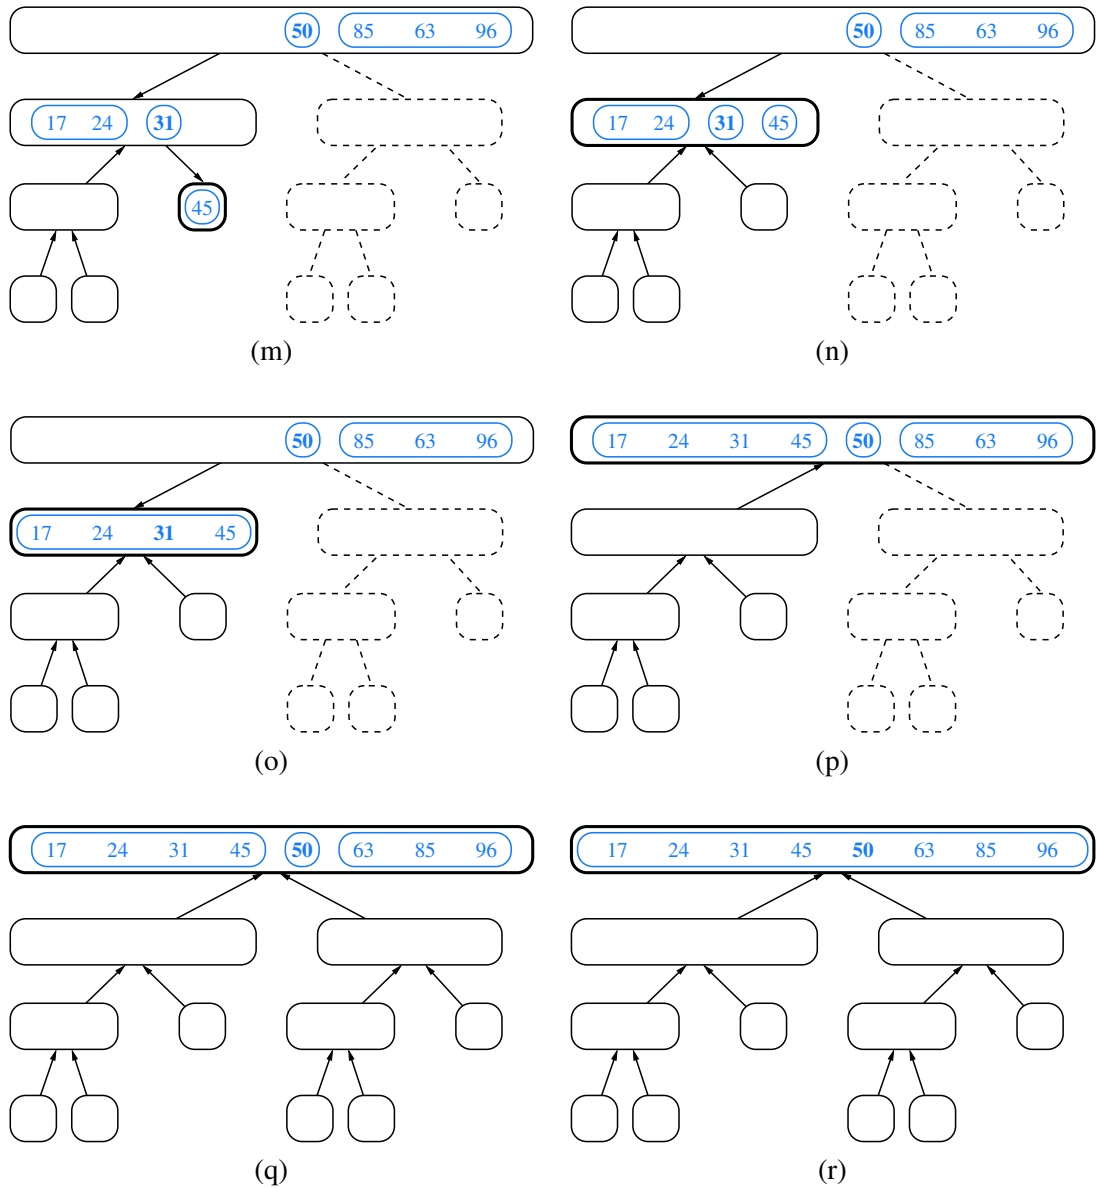 50 85 63 96
50 85 63 96
17 24 31
17 24 31 45
45
(m)
(n)
50 85 63 96
17 24 31 45 50 85 63 96
17 24 31 45
(o)
(p)
17 24 31 45 50 63 85 96
17 24 31 45 50 63 85 96
(q)
(r)